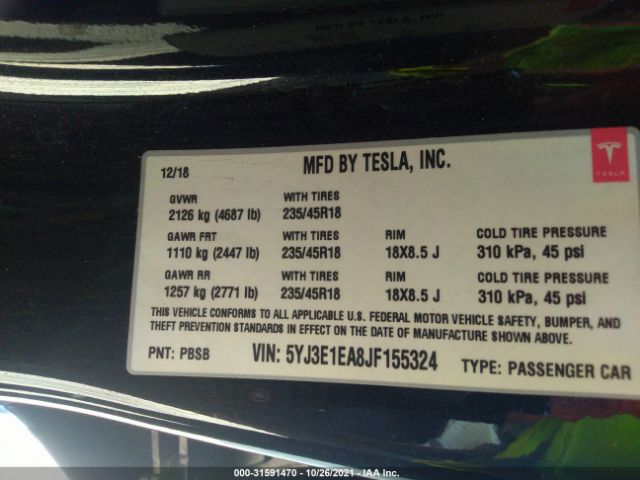 12/18 MFD BY TESLA, INC.
TESLA
GVWR WITH TIRES
2126 kg (4687 lb) 235/45R18
GAWR FRT WITH TIRES RIM COLD TIRE PRESSURE
1110 kg (2447 lb) 235/45R18 18X8.5 J 310 kPa, 45 psi
GAWR RR WITH TIRES RIM COLD TIRE PRESSURE
1257 kg (2771 lb) 235/45R18 18X8.5 J 310 kPa, 45 psi
THIS VEHICLE CONFORMS TO ALL APPLICABLE U.S. FEDERAL MOTOR VEHICLE SAFETY, BUMPER, AND
THEFT PREVENTION STANDARDS IN EFFECT ON THE DATE OF MANUFACTURE SHOWN ABOVE.
PNT: PBSB VIN: 5YJ3E1EA8JF155324 TYPE: PASSENGER CAR
000-31591470 - 10/26/2021 - IAA Inc.